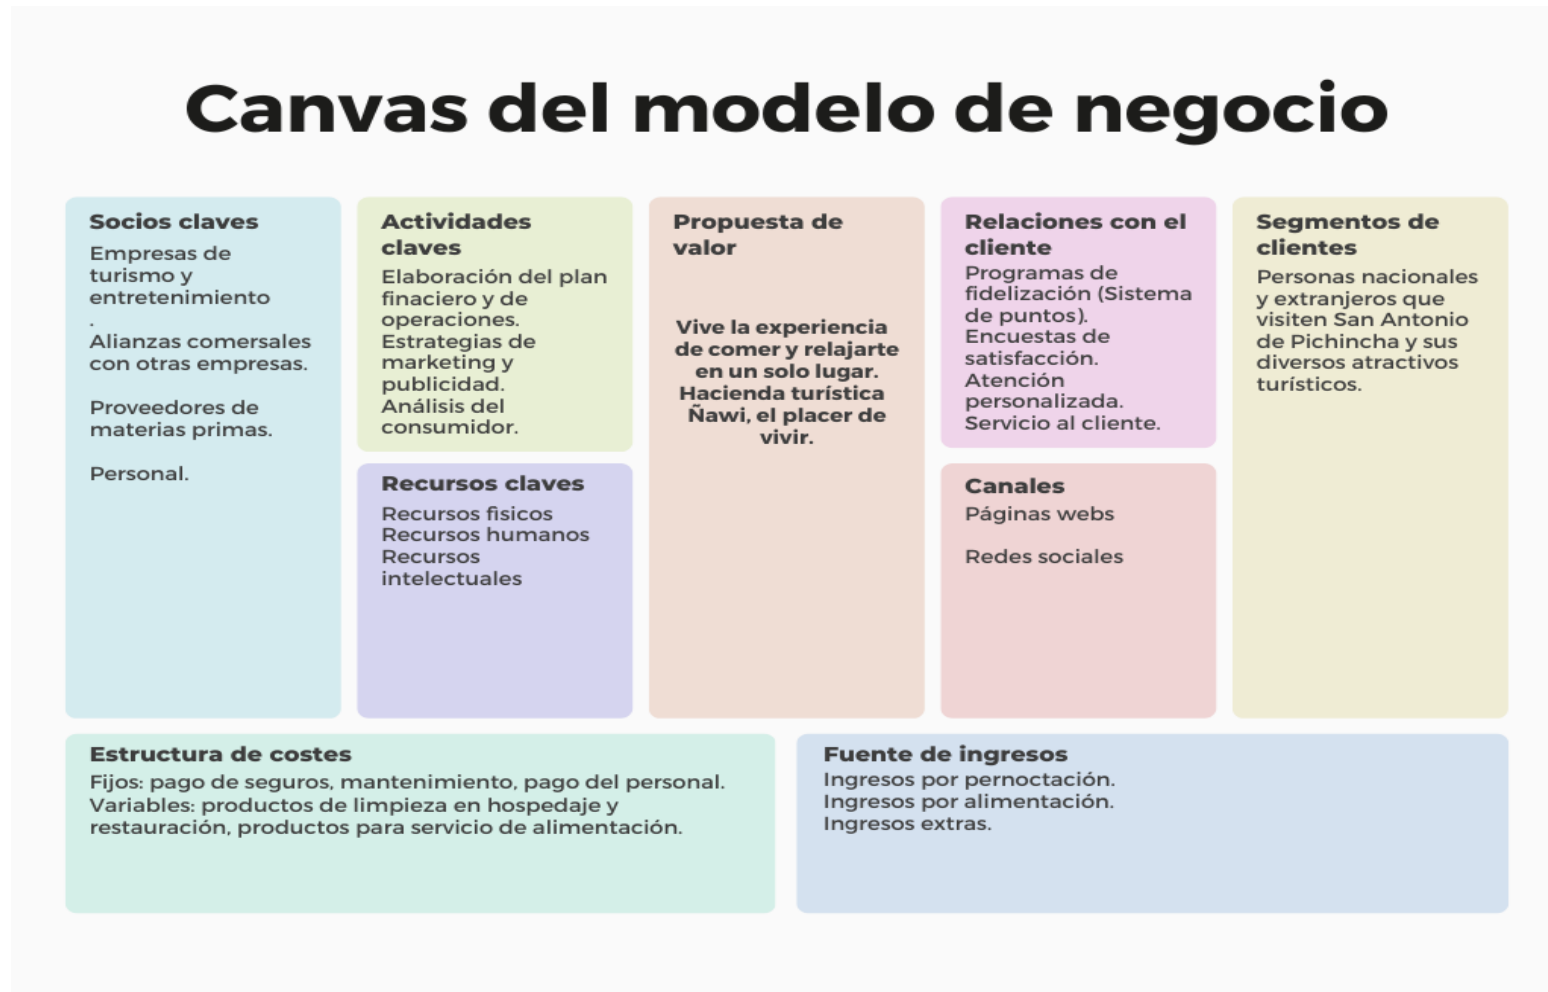 Canvas del modelo de negocio
Socios claves
Empresas de
turismo y
entretenimiento
.
Alianzas comersales
con otras empresas.
Proveedores de
materias primas.
Personal.
Actividades
claves
Elaboración del plan
finaciero y de
operaciones.
Estrategias de
marketing y
publicidad.
Análisis del
consumidor.
Recursos claves
Recursos fisicos
Recursos humanos
Recursos
intelectuales
Propuesta de
valor
Vive la experiencia
de comer y relajarte
en un solo lugar.
Hacienda turística
Ñawi, el placer de
vivir.
Relaciones con el
cliente
Programas de
fidelización (Sistema
de puntos).
Encuestas de
satisfacción.
Atención
personalizada.
Servicio al cliente.
Canales
Páginas webs
Redes sociales
Segmentos de
clientes
Personas nacionales
y extranjeros que
visiten San Antonio
de Pichincha y sus
diversos atractivos
turísticos.
Estructura de costes
Fijos: pago de seguros, mantenimiento, pago del personal.
Variables: productos de limpieza en hospedaje y
restauración, productos para servicio de alimentación.
Fuente de ingresos
Ingresos por pernoctación.
Ingresos por alimentación.
Ingresos extras.